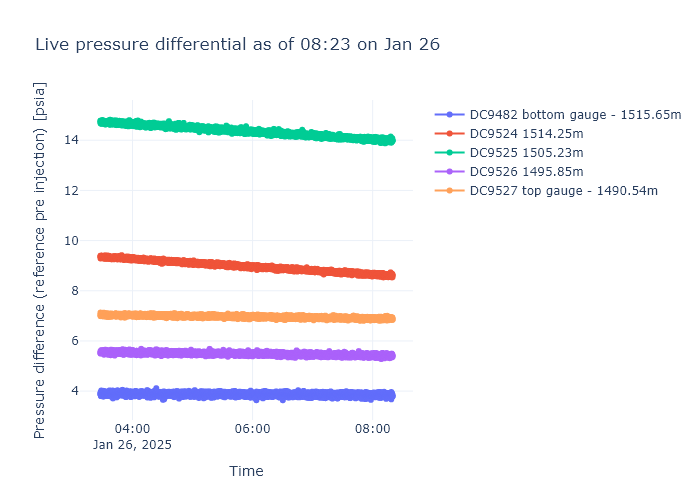 Live pressure differential as of 08:23 on Jan 26
Pressure difference (reference pre injection) [psia]
14
12
10
8
6
4
04:00
Jan 26, 2025
06:00
08:00
Time
DC9482 bottom gauge - 1515.65m
DC9524 1514.25m
DC9525 1505.23m
DC9526 1495.85m
DC9527 top gauge - 1490.54m